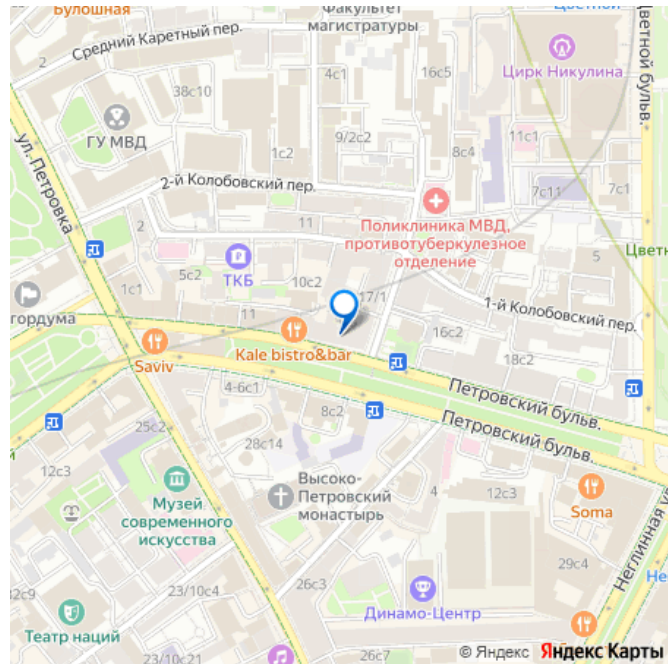 Булошная
Факультет
магистратуры
Цветной
Цветной бульв.
Средний Каретный пер.
2
4с1
16с5
Цирк Никулина
38с10
ГУ МВД
9/2с2
11с1
1с2
8с4
ул. Петровка
2-й Колобовский пер.
7с11
7с1
2
11
Поликлиника МВД,
противотуберкулезное
отделение
5
5с2
ТКБ
10с2
17/1
1с1
1-й Колобовский пер.
гордума
11
16с2
Kale bistro&bar
Saviv
18с2
4-6с1
Петровский бульв.
8с2
Петровский бульв.
25с2
28с14
12с3
Высоко-
Петровский
монастырь
4
12с3
Музей
современного
искусства
Soma
29с4
Неглинная
23/10с4
26с3
Динамо-Центр
Театр наций
23/10с
26с7
© Яндекс Яндекс Карты